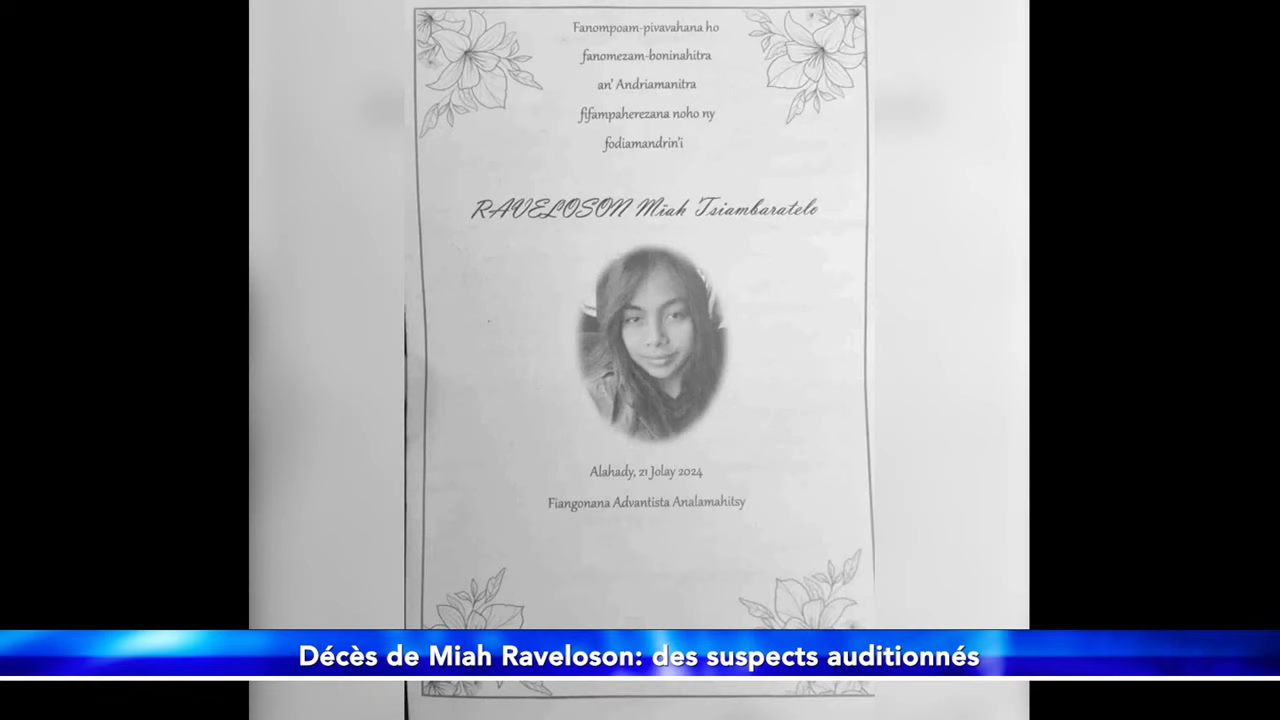 Fanompoam-pivavahana ho
fanomezam-boninahitra
an' Andriamanitra
fifampaherezana noho ny
fodiamandrin'i
RAVELOSON Miah Tsiambaratelo
Alahady, 21 Jolay 2024
Fiangonana Advantista Analamahitsy
Décès de Miah Raveloson: des suspects auditionnés